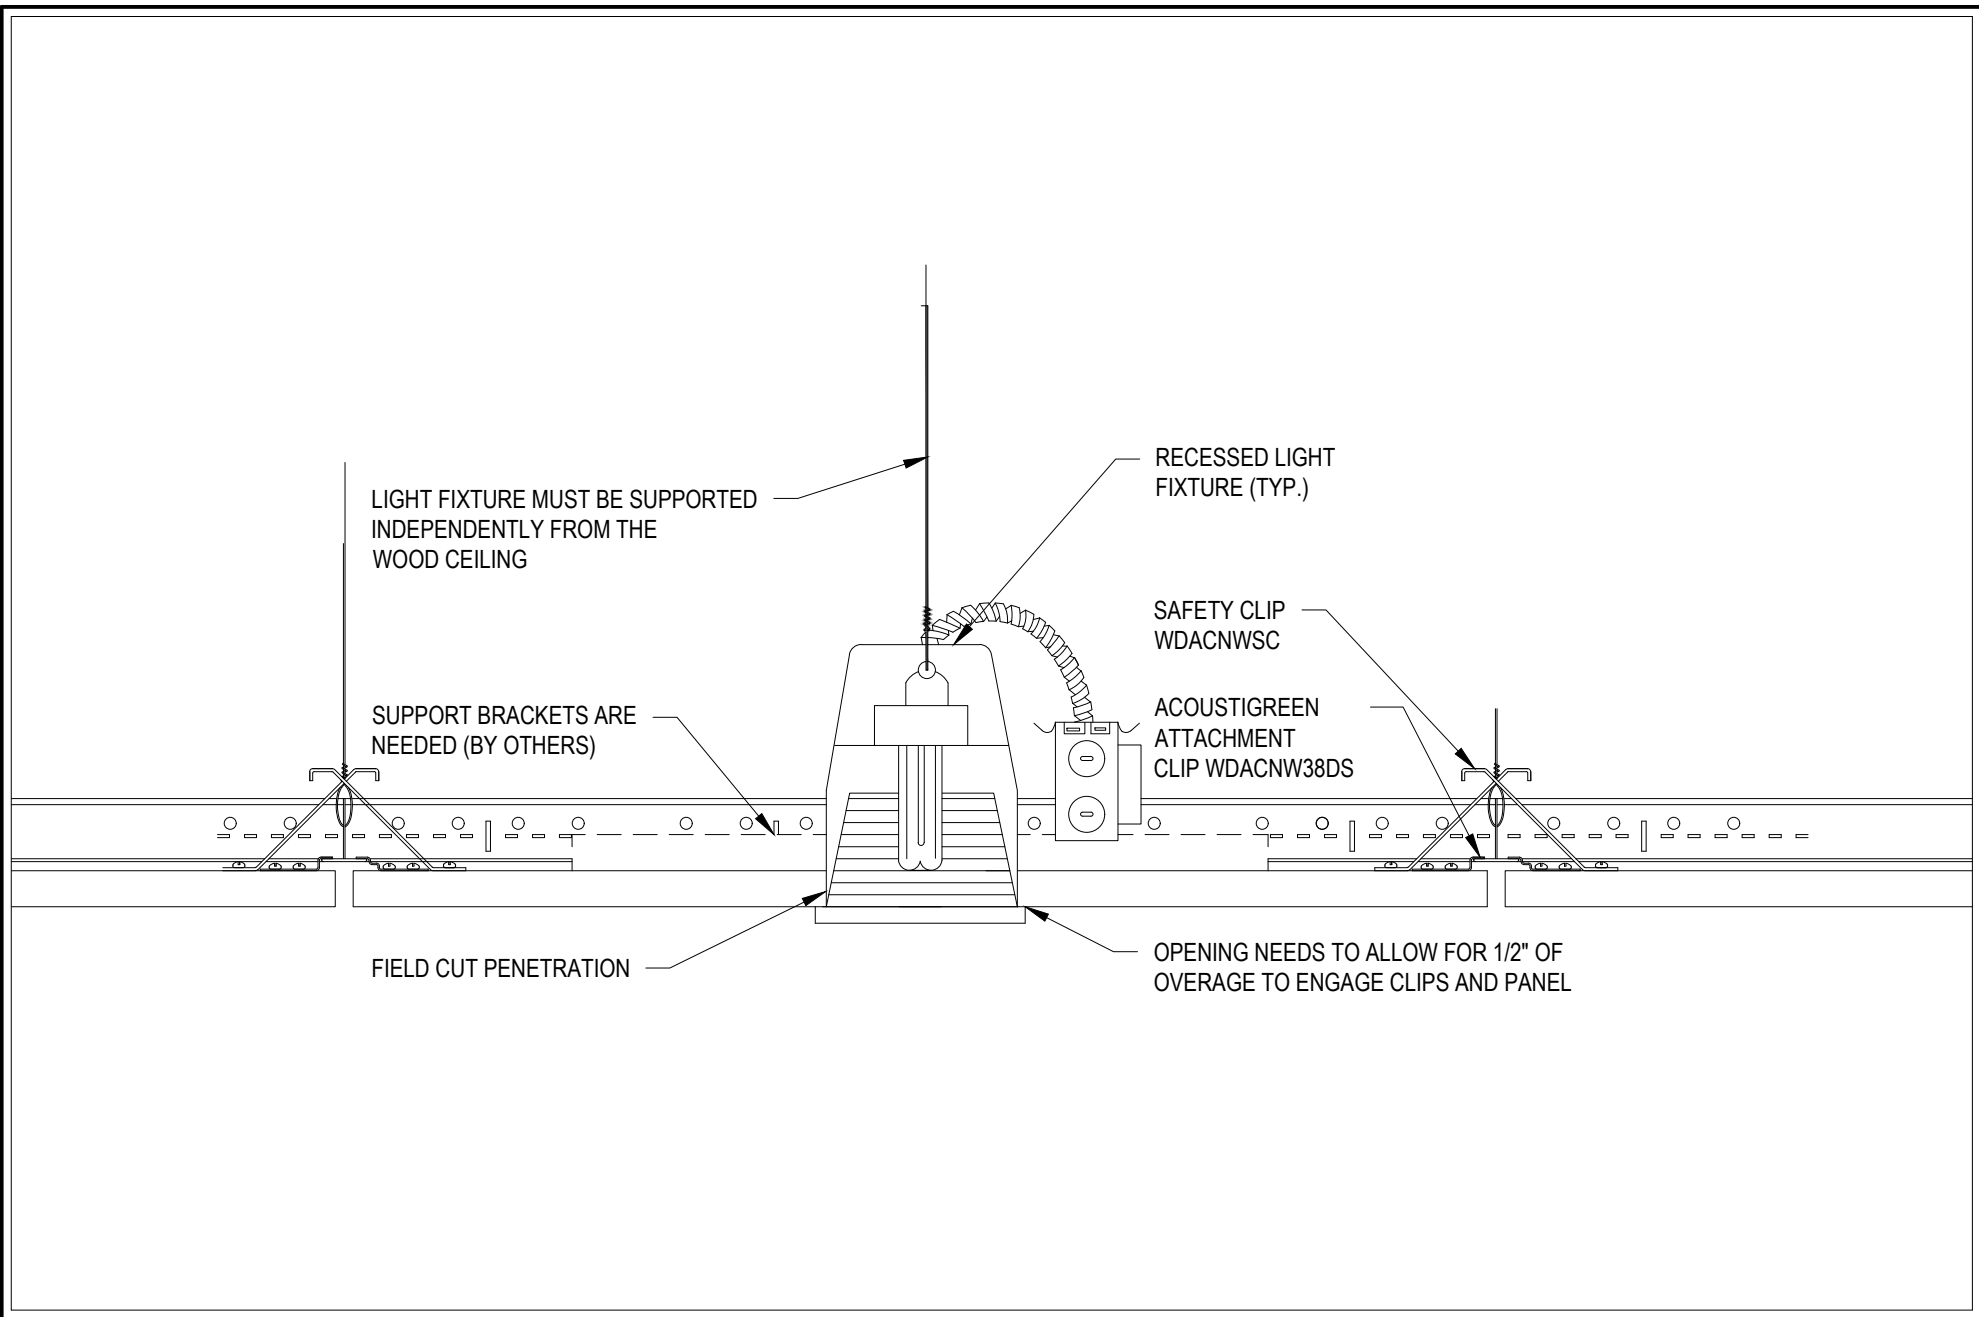 LIGHT FIXTURE MUST BE SUPPORTED
INDEPENDENTLY FROM THE
WOOD CEILING
RECESSED LIGHT
FIXTURE (TYP.)
SAFETY CLIP
WDACNWSC
SUPPORT BRACKETS ARE
NEEDED (BY OTHERS)
ACOUSTIGREEN
ATTACHMENT
CLIP WDACNW38DS
FIELD CUT PENETRATION
OPENING NEEDS TO ALLOW FOR 1/2" OF
OVERAGE TO ENGAGE CLIPS AND PANEL